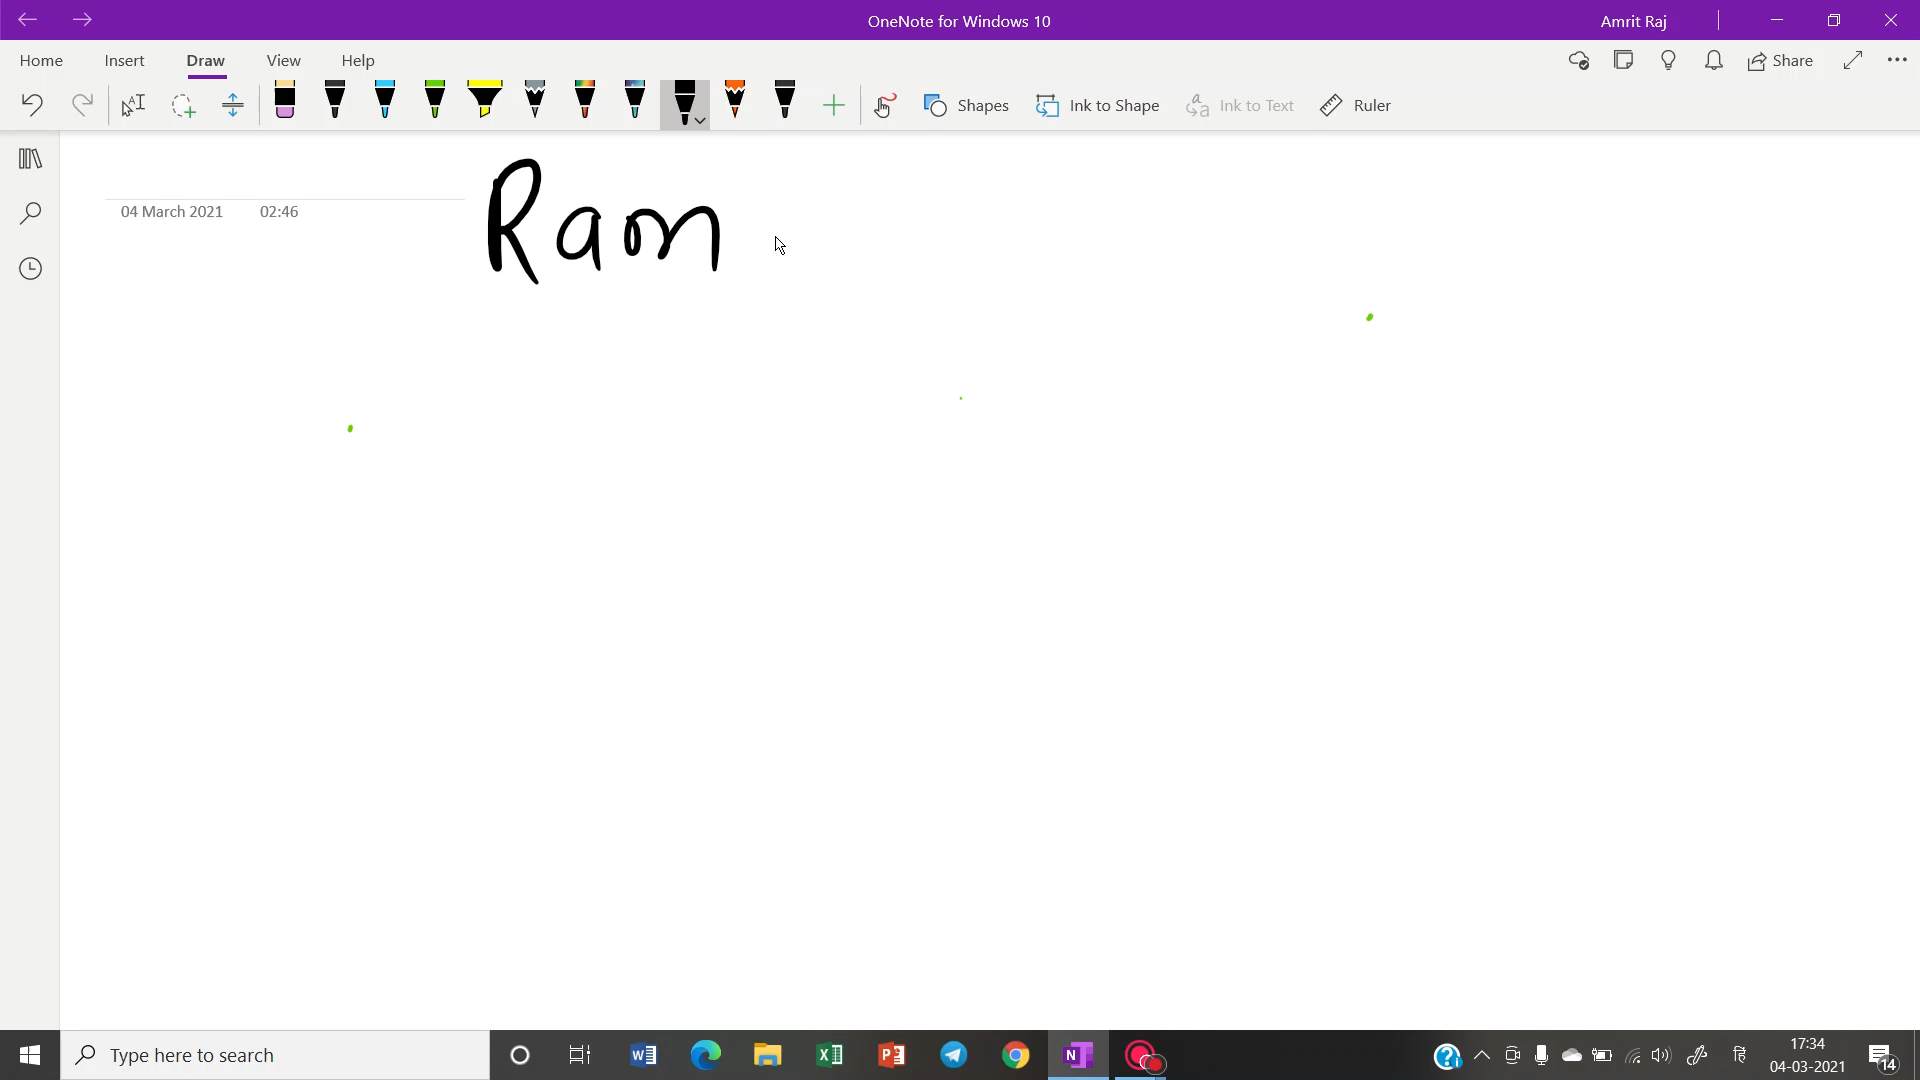 OneNote for Windows 10
Amrit Raj
Home Insert Draw View Help
Share
Shapes Ink to Shape Ink to Text Ruler
Ram
04 March 2021 02:46
Type here to search
हिं
17:34
04-03-2021
14